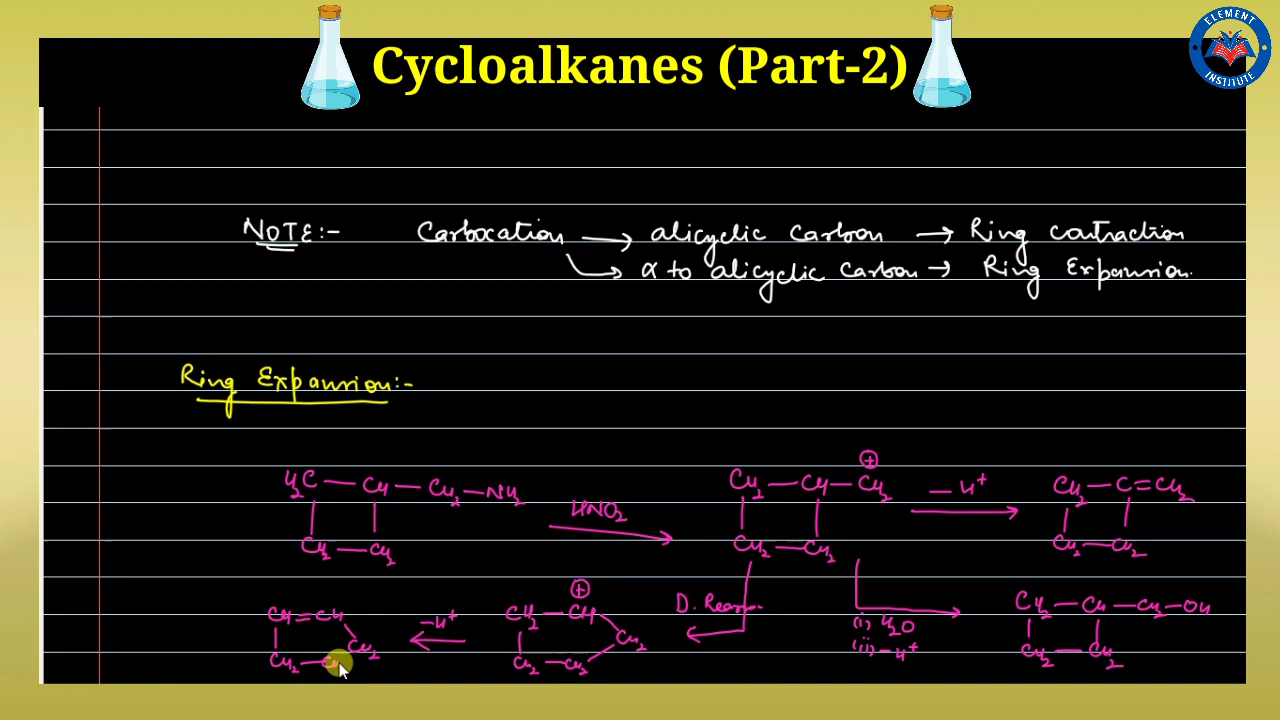 Cycloalkanes (Part-2)
ELEMENT INSTITUTE
NOTE:- Carbocation → alicyclic carbon → Ring contraction
→ α to alicyclic carbon → Ring Expansion.
Ring Expansion:-
H₂C — CH — CH₂ — NH₂
CH₂ — CH₂
HNO₂
⊕
CH₂ — CH — CH₂
CH₂ — CH₂
— H⁺
CH₂ — C = CH₂
CH₂ — CH₂
D. Rearr.
⊕
CH₂ — CH
CH₂
CH₂ — CH₂
—H⁺
CH = CH
CH₂
CH₂ — CH₂
(i) H₂O
(ii) — H⁺
CH₂ — CH — CH₂ — OH
CH₂ — CH₂